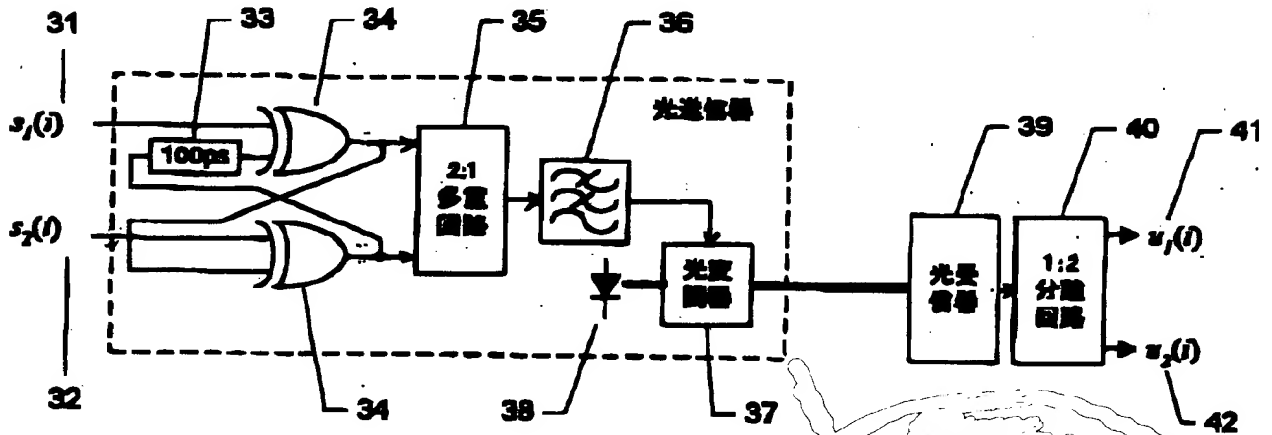 31
33
34
35
36
s₁(i)
100ps
2:1
多重
回路
光送信器
39
40
41
s₂(i)
光変
調器
光受
信器
1:2
分離
回路
u₁(i)
u₂(i)
32
34
38
37
42